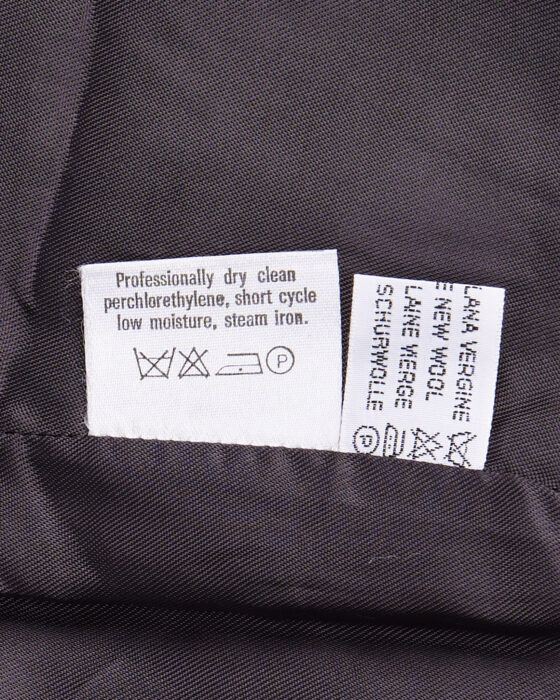 Professionally dry clean
perchlorethylene, short cycle
low moisture, steam iron.
P
LANA VERGINE
E NEW WOOL
LAINE VIERGE
SCHURWOLLE
P